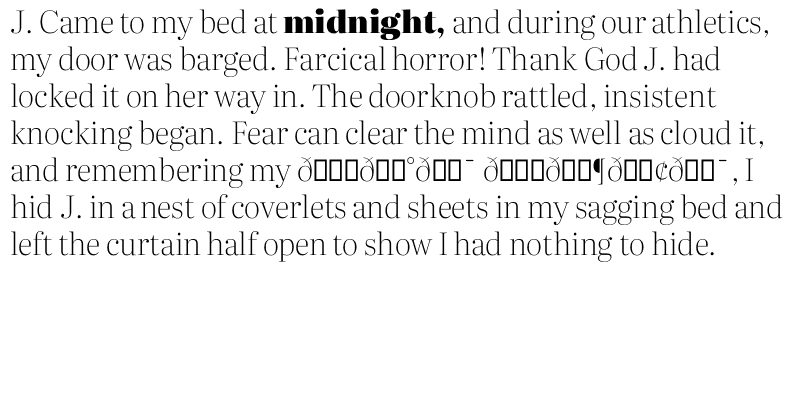 J. Came to my bed at midnight, and during our athletics,
my door was barged. Farcical horror! Thank God J. had
locked it on her way in. The doorknob rattled, insistent
knocking began. Fear can clear the mind as well as cloud it,
and remembering my , I
hid J. in a nest of coverlets and sheets in my sagging bed and
left the curtain half open to show I had nothing to hide.